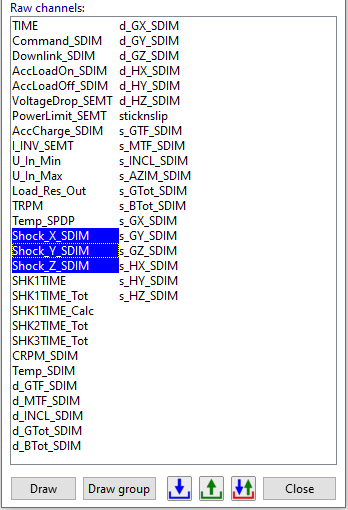 Raw channels:
TIME d_GX_SDIM
Command_SDIM d_GY_SDIM
Downlink_SDIM d_GZ_SDIM
AccLoadOn_SDIM d_HX_SDIM
AccLoadOff_SDIM d_HY_SDIM
VoltageDrop_SEMT d_HZ_SDIM
PowerLimit_SEMT sticknslip
AccCharge_SDIM s_GTF_SDIM
I_INV_SEMT s_MTF_SDIM
U_In_Min s_INCL_SDIM
U_In_Max s_AZIM_SDIM
Load_Res_Out s_GTot_SDIM
TRPM s_BTot_SDIM
Temp_SPDP s_GX_SDIM
Shock_X_SDIM s_GY_SDIM
Shock_Y_SDIM s_GZ_SDIM
Shock_Z_SDIM s_HX_SDIM
SHK1TIME s_HY_SDIM
SHK1TIME_Tot s_HZ_SDIM
SHK1TIME_Calc
SHK2TIME_Tot
SHK3TIME_Tot
CRPM_SDIM
Temp_SDIM
d_GTF_SDIM
d_MTF_SDIM
d_INCL_SDIM
d_GTot_SDIM
d_BTot_SDIM
Draw Draw group Close